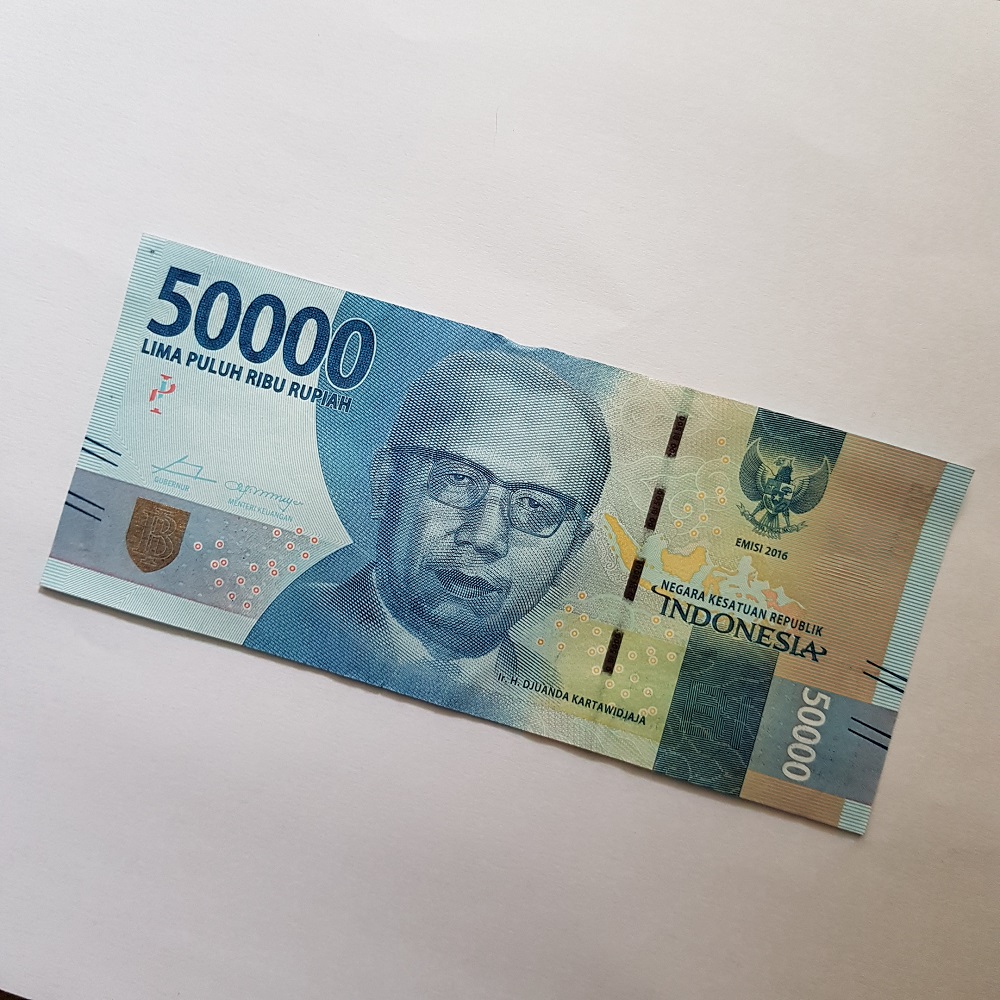 50000
LIMA PULUH RIBU RUPIAH
GUBERNUR
MENTERI KEUANGAN
EMISI 2016
NEGARA KESATUAN REPUBLIK
INDONESIA
Ir. H. DJUANDA KARTAWIDJAJA
50000